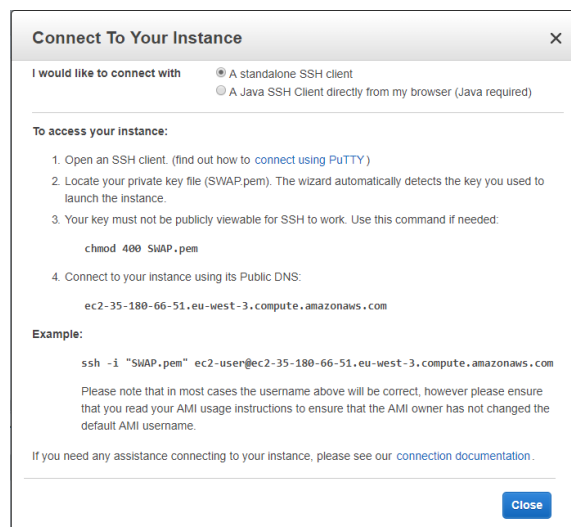 Connect To Your Instance
I would like to connect with
A standalone SSH client
A Java SSH Client directly from my browser (Java required)
To access your instance:
1. Open an SSH client. (find out how to connect using PuTTY)
2. Locate your private key file (SWAP.pem). The wizard automatically detects the key you used to
launch the instance.
3. Your key must not be publicly viewable for SSH to work. Use this command if needed:
chmod 400 SWAP.pem
4. Connect to your instance using its Public DNS:
ec2-35-180-66-51.eu-west-3.compute.amazonaws.com
Example:
ssh -i "SWAP.pem" ec2-user@ec2-35-180-66-51.eu-west-3.compute.amazonaws.com
Please note that in most cases the username above will be correct, however please ensure
that you read your AMI usage instructions to ensure that the AMI owner has not changed the
default AMI username.
If you need any assistance connecting to your instance, please see our connection documentation.
Close